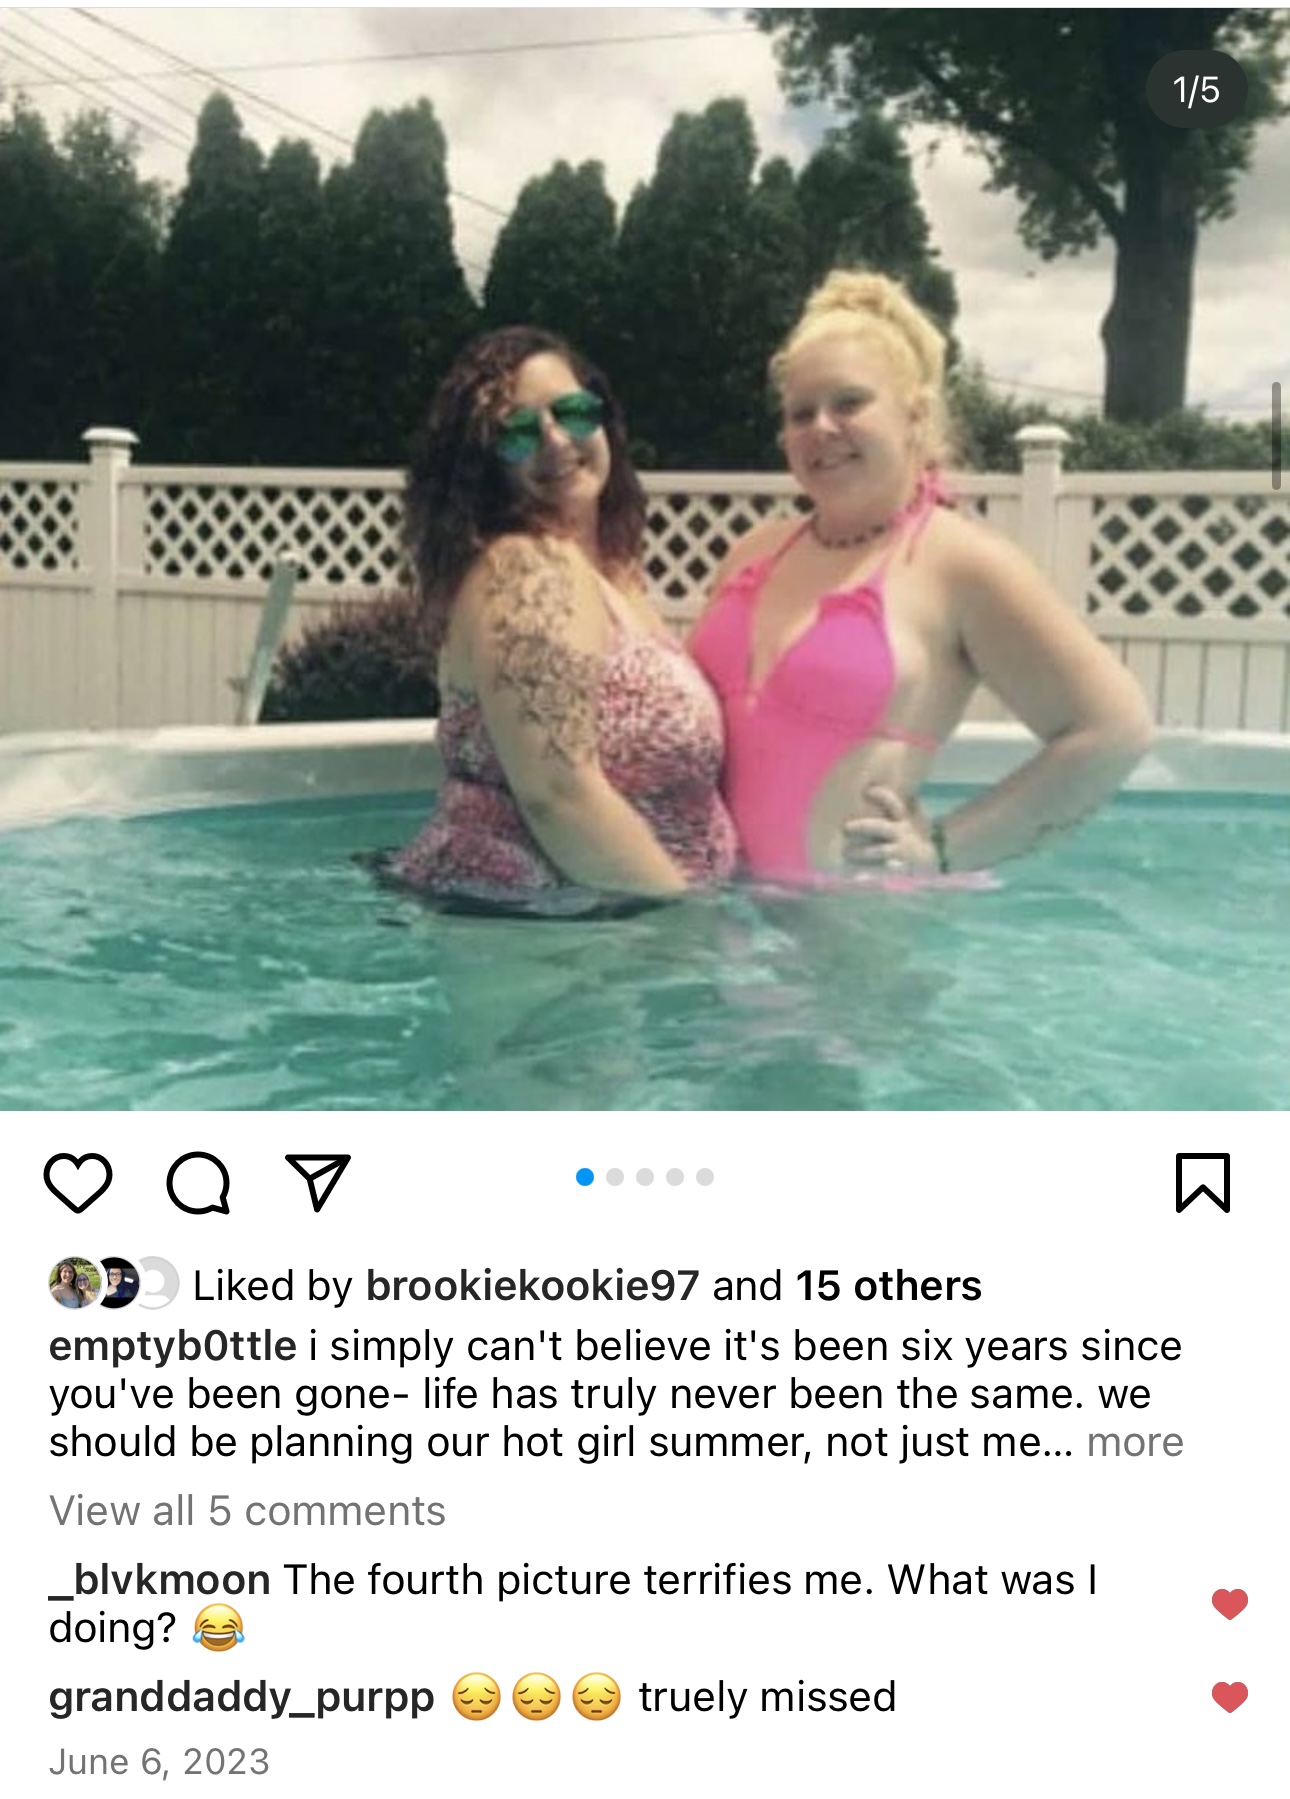 1/5
Liked by brookiekookie97 and 15 others
emptyb0ttle i simply can't believe it's been six years since
you've been gone- life has truly never been the same. we
should be planning our hot girl summer, not just me... more
View all 5 comments
_blvkmoon The fourth picture terrifies me. What was I
doing? 😂
granddaddy_purpp 😔😔😔 truely missed
June 6, 2023